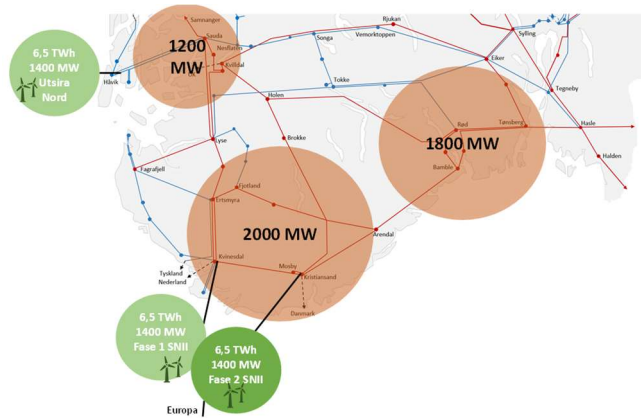 Samnanger
Sauda
Nedflaten
1200
MW
Kvilldal
Rjukan
Songa
Vemorktoppen
Sylling
6,5 TWh
1400 MW
Utsira
Nord
Håvik
Eiker
Tokke
Tegneby
Holen
Rød
Tønsberg
Hasle
1800 MW
Lyse
Brokke
Halden
Fagrafjell
Bamble
Fjotland
Ertsmyra
2000 MW
Arendal
Kvinesdal
Mosby
Kristiansand
Tyskland
Nederland
Danmark
6,5 TWh
1400 MW
Fase 1 SNII
6,5 TWh
1400 MW
Fase 2 SNII
Europa